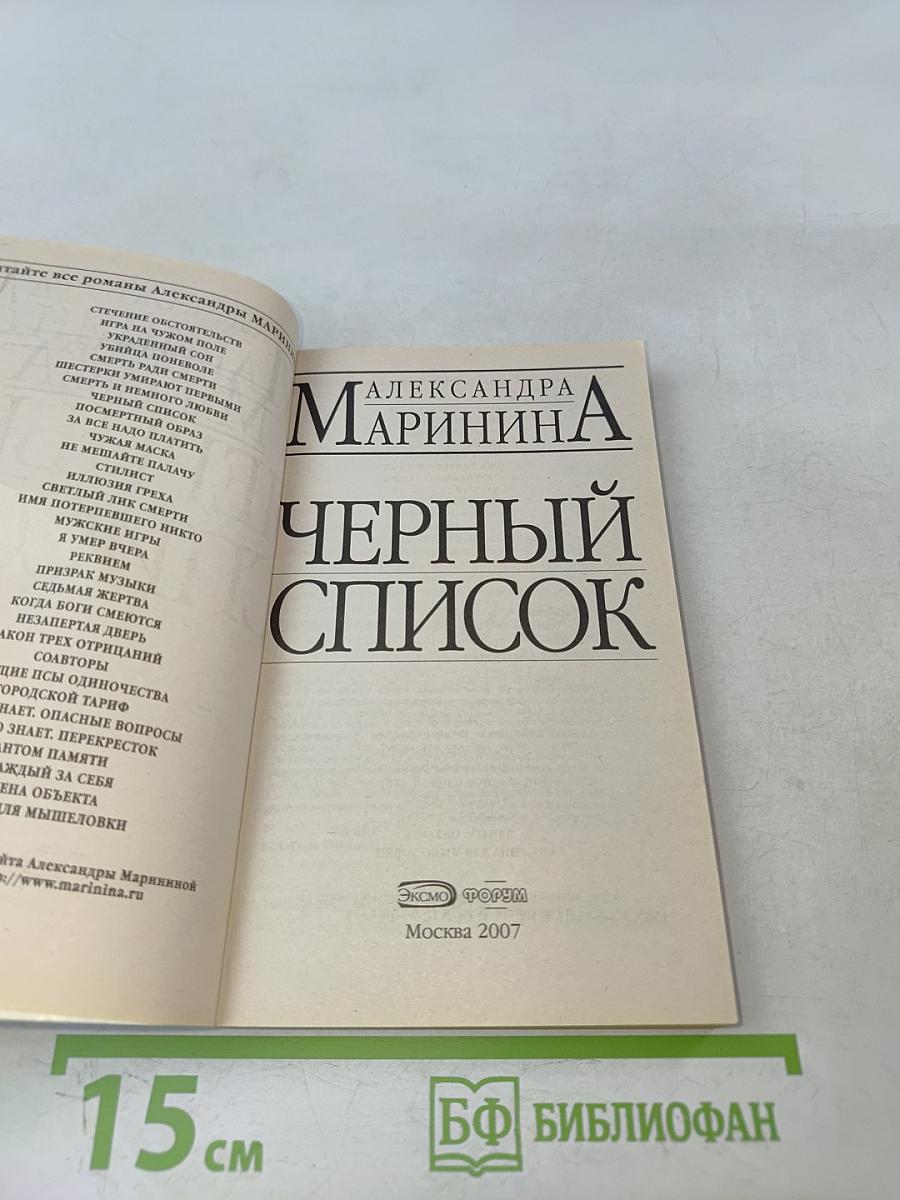 тайте все романы Александры МАРИНИ
СТЕЧЕНИЕ ОБСТОЯТЕЛЬСТВ
ИГРА НА ЧУЖОМ ПОЛЕ
УКРАДЕННЫЙ СОН
УБИЙЦА ПОНЕВОЛЕ
СМЕРТЬ РАДИ СМЕРТИ
ШЕСТЕРКИ УМИРАЮТ ПЕРВЫМИ
СМЕРТЬ И НЕМНОГО ЛЮБВИ
ЧЕРНЫЙ СПИСОК
ПОСМЕРТНЫЙ ОБРАЗ
ЗА ВСЕ НАДО ПЛАТИТЬ
ЧУЖАЯ МАСКА
НЕ МЕШАЙТЕ ПАЛАЧУ
СТИЛИСТ
ИЛЛЮЗИЯ ГРЕХА
СВЕТЛЫЙ ЛИК СМЕРТИ
ИМЯ ПОТЕРПЕВШЕГО НИКТО
МУЖСКИЕ ИГРЫ
Я УМЕР ВЧЕРА
РЕКВИЕМ
ПРИЗРАК МУЗЫКИ
СЕДЬМАЯ ЖЕРТВА
КОГДА БОГИ СМЕЮТСЯ
НЕЗАПЕРТАЯ ДВЕРЬ
АКОН ТРЕХ ОТРИЦАНИЙ
СОАВТОРЫ
ЩИЕ ПСЫ ОДИНОЧЕСТВА
ГОРОДСКОЙ ТАРИФ
НАЕТ. ОПАСНЫЕ ВОПРОСЫ
О ЗНАЕТ. ПЕРЕКРЕСТОК
АНТОМ ПАМЯТИ
АЖДЫЙ ЗА СЕБЯ
ЕНА ОБЪЕКТА
ДЛЯ МЫШЕЛОВКИ
йта Александры Марининой
p://www.marinina.ru
АЛЕКСАНДРА
МАРИНИНА
ЧЕРНЫЙ
СПИСОК
ЭКСМО ФОРУМ
Москва 2007
15 см
БФ БИБЛИОФАН